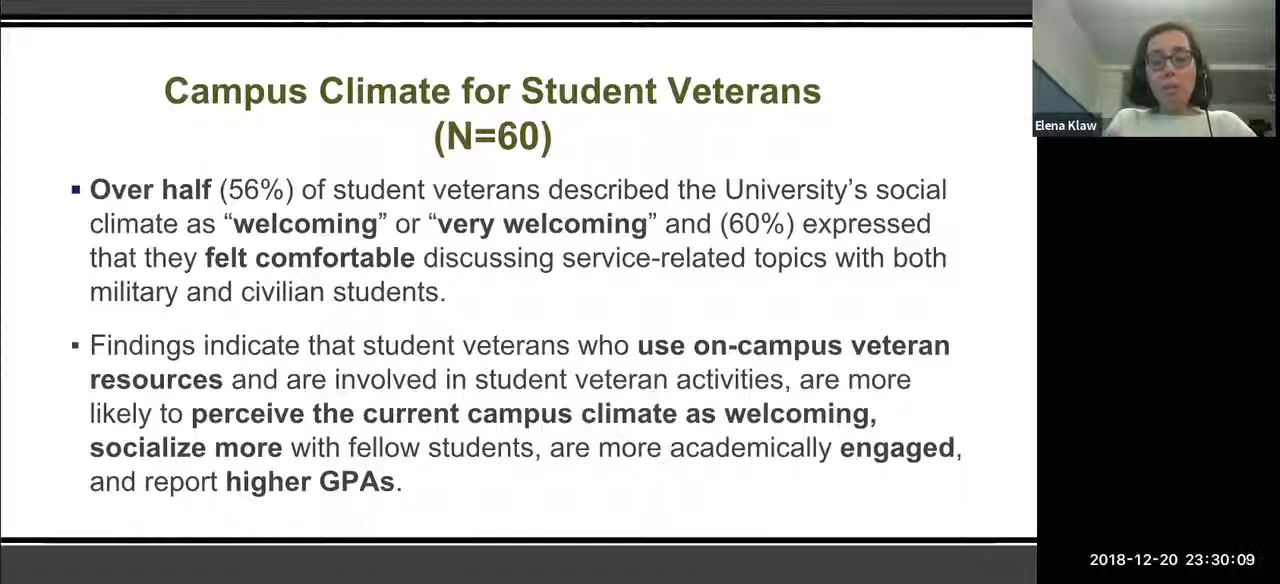 Campus Climate for Student Veterans
(N=60)
▪ Over half (56%) of student veterans described the University’s social
climate as “welcoming” or “very welcoming” and (60%) expressed
that they felt comfortable discussing service-related topics with both
military and civilian students.
▪ Findings indicate that student veterans who use on-campus veteran
resources and are involved in student veteran activities, are more
likely to perceive the current campus climate as welcoming,
socialize more with fellow students, are more academically engaged,
and report higher GPAs.
Elena Klaw
2018-12-20 23:30:09